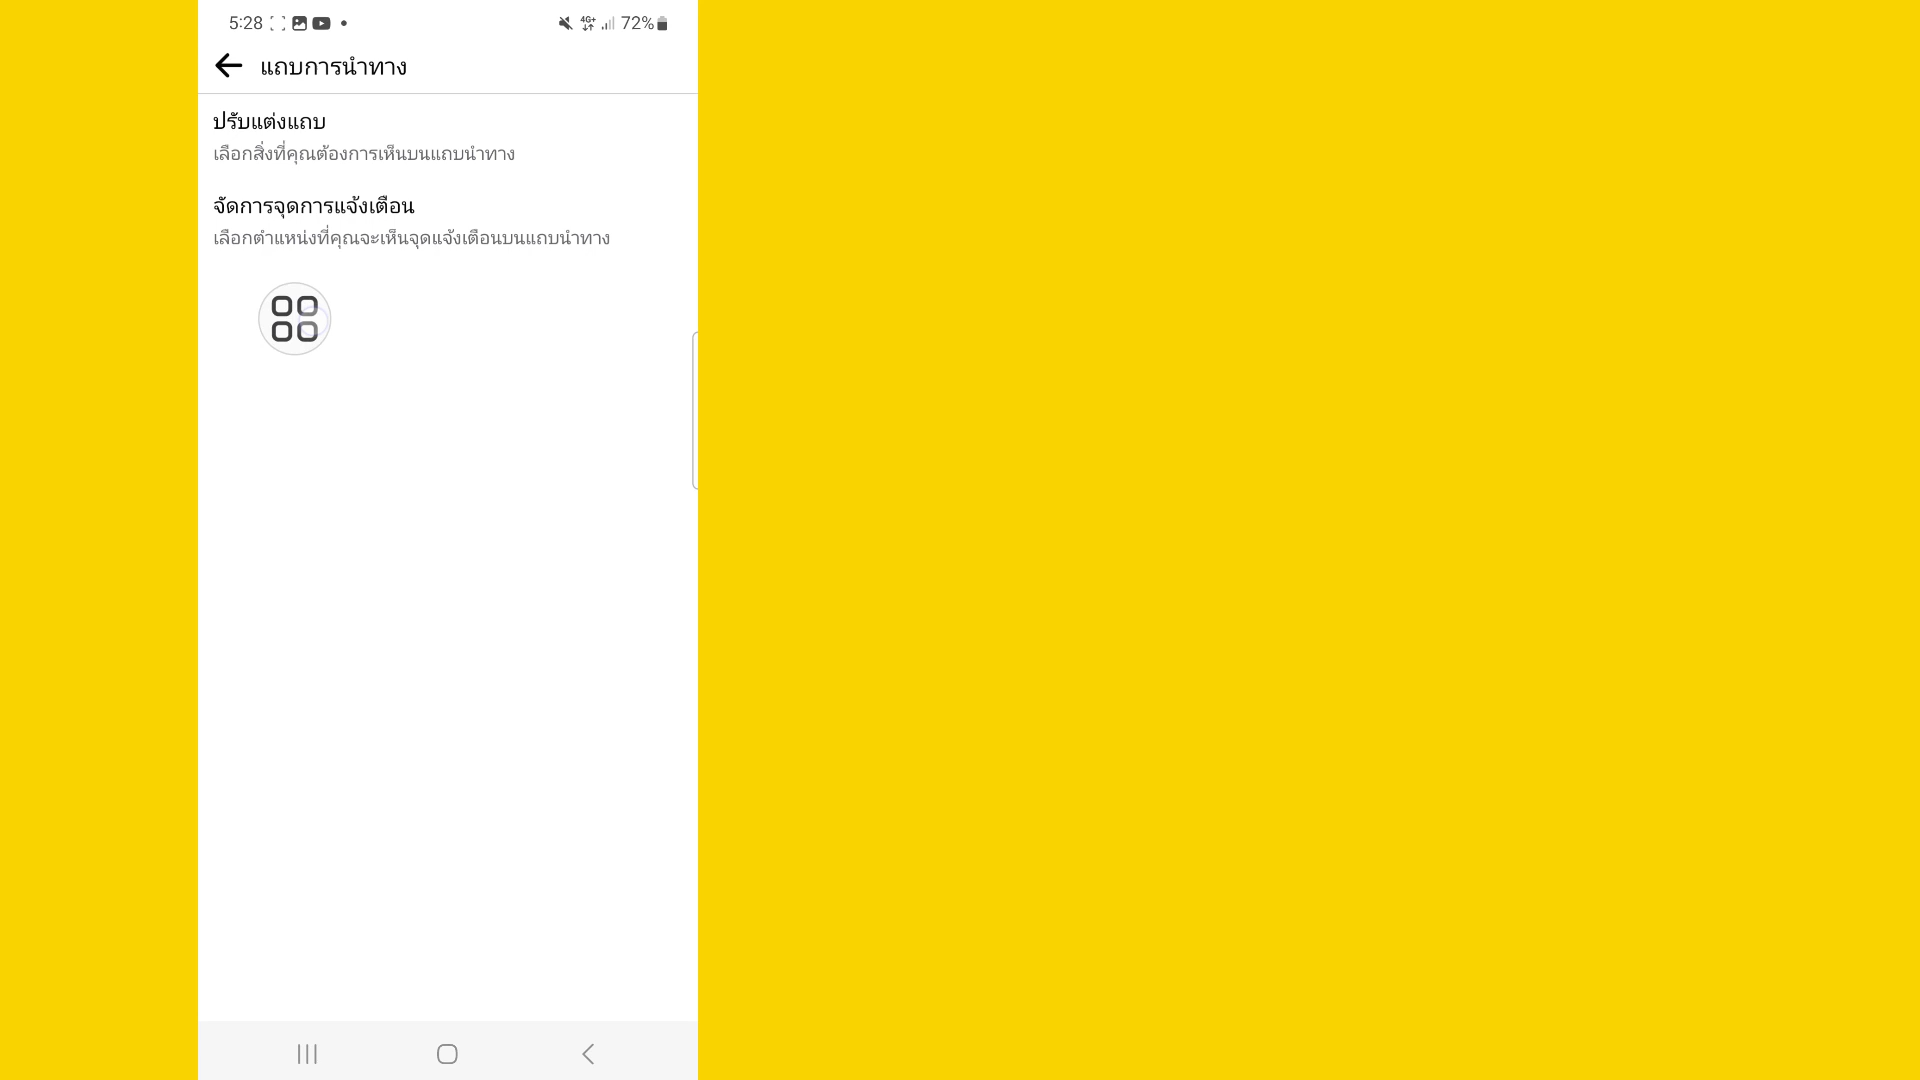 5:28
4G+
72%
แถบการนำทาง
ปรับแต่งแถบ
เลือกสิ่งที่คุณต้องการเห็นบนแถบนำทาง
จัดการจุดการแจ้งเตือน
เลือกตำแหน่งที่คุณจะเห็นจุดแจ้งเตือนบนแถบนำทาง